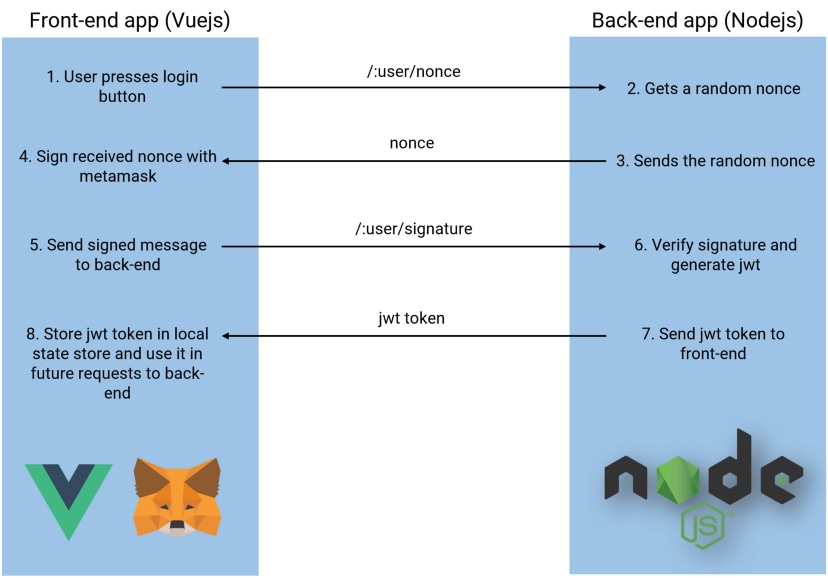 Front-end app (Vuejs)
Back-end app (Nodejs)
1. User presses login
button
/:user/nonce
2. Gets a random nonce
4. Sign received nonce with
metamask
nonce
3. Sends the random nonce
5. Send signed message
to back-end
/:user/signature
6. Verify signature and
generate jwt
8. Store jwt token in local
state store and use it in
future requests to back-
end
jwt token
7. Send jwt token to
front-end
node
JS